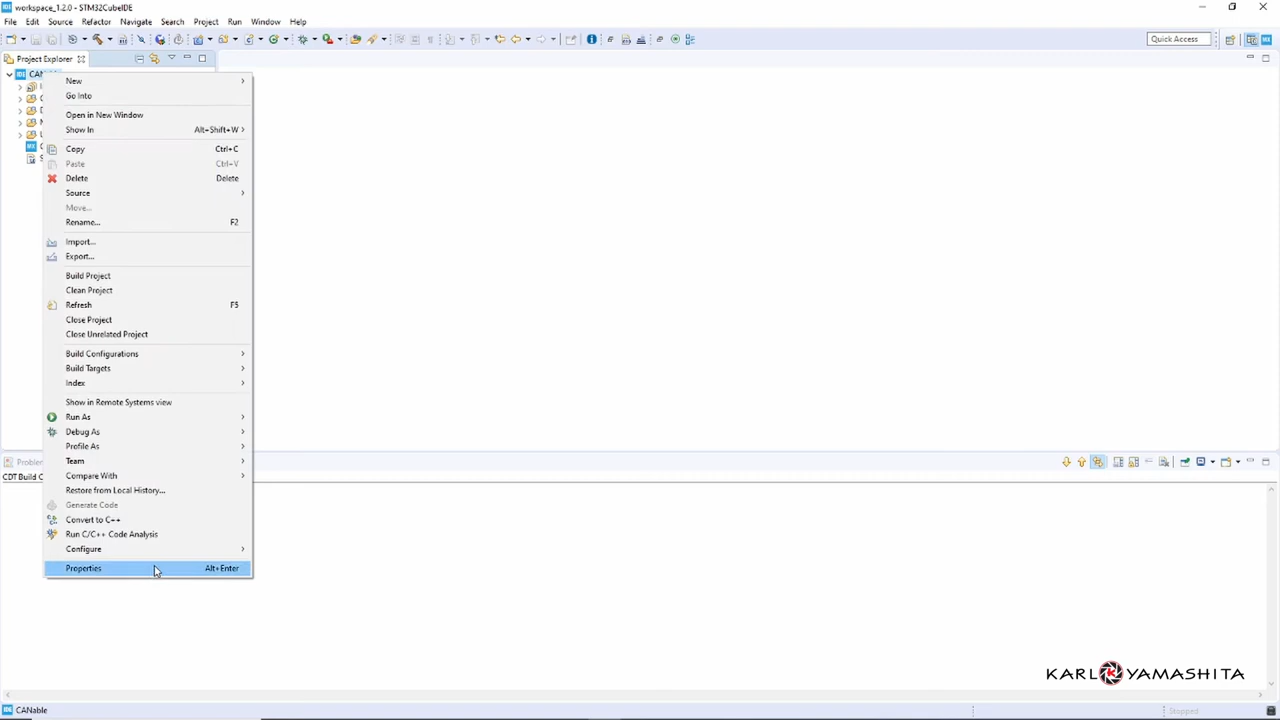 workspace_1.2.0 - STM32CubeIDE
File Edit Source Refactor Navigate Search Project Run Window Help
Quick Access
Project Explorer
New
Go Into
Open in New Window
Show In Alt+Shift+W
Copy Ctrl+C
Paste Ctrl+V
Delete Delete
Source
Move...
Rename... F2
Import...
Export...
Build Project
Clean Project
Refresh F5
Close Project
Close Unrelated Project
Build Configurations
Build Targets
Index
Show in Remote Systems view
Run As
Debug As
Profile As
Team
Compare With
Restore from Local History...
Generate Code
Convert to C++
Run C/C++ Code Analysis
Configure
Properties Alt+Enter
CDT Build C
KARL YAMASHITA
CANable
Stopped